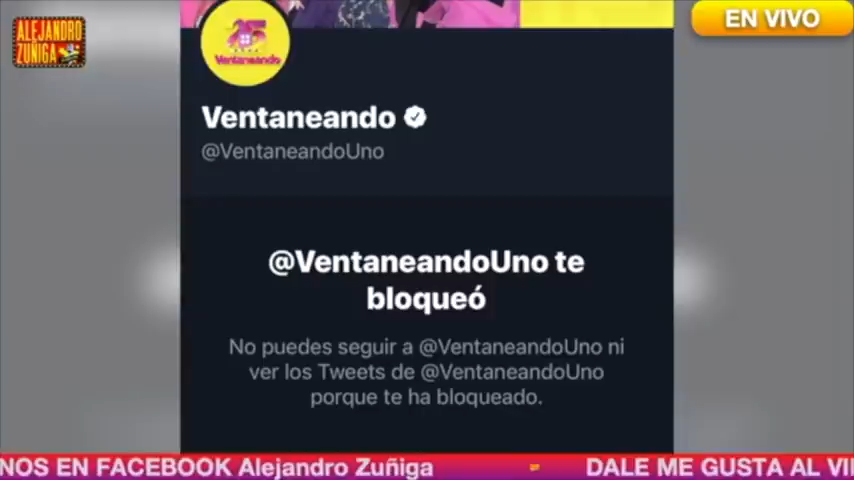 ALEJANDRO
ZUÑIGA
EN VIVO
25
Ventaneando
Ventaneando
@VentaneandoUno
@VentaneandoUno te
bloqueó
No puedes seguir a @VentaneandoUno ni
ver los Tweets de @VentaneandoUno
porque te ha bloqueado.
NOS EN FACEBOOK Alejandro Zuñiga
DALE ME GUSTA AL VI